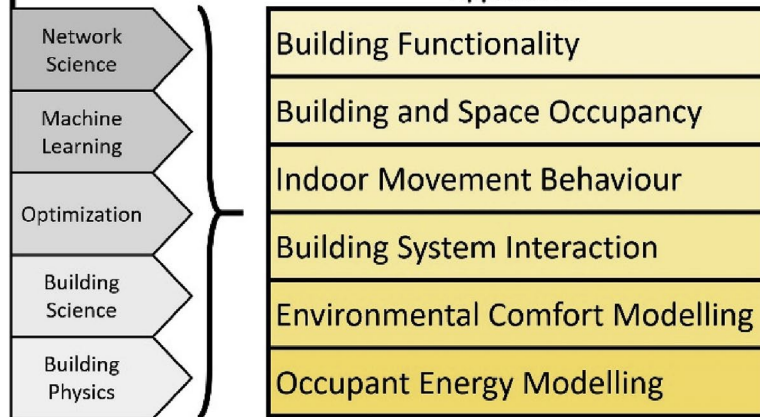 Network
Science
Machine
Learning
Optimization
Building
Science
Building
Physics
Building Functionality
Building and Space Occupancy
Indoor Movement Behaviour
Building System Interaction
Environmental Comfort Modelling
Occupant Energy Modelling